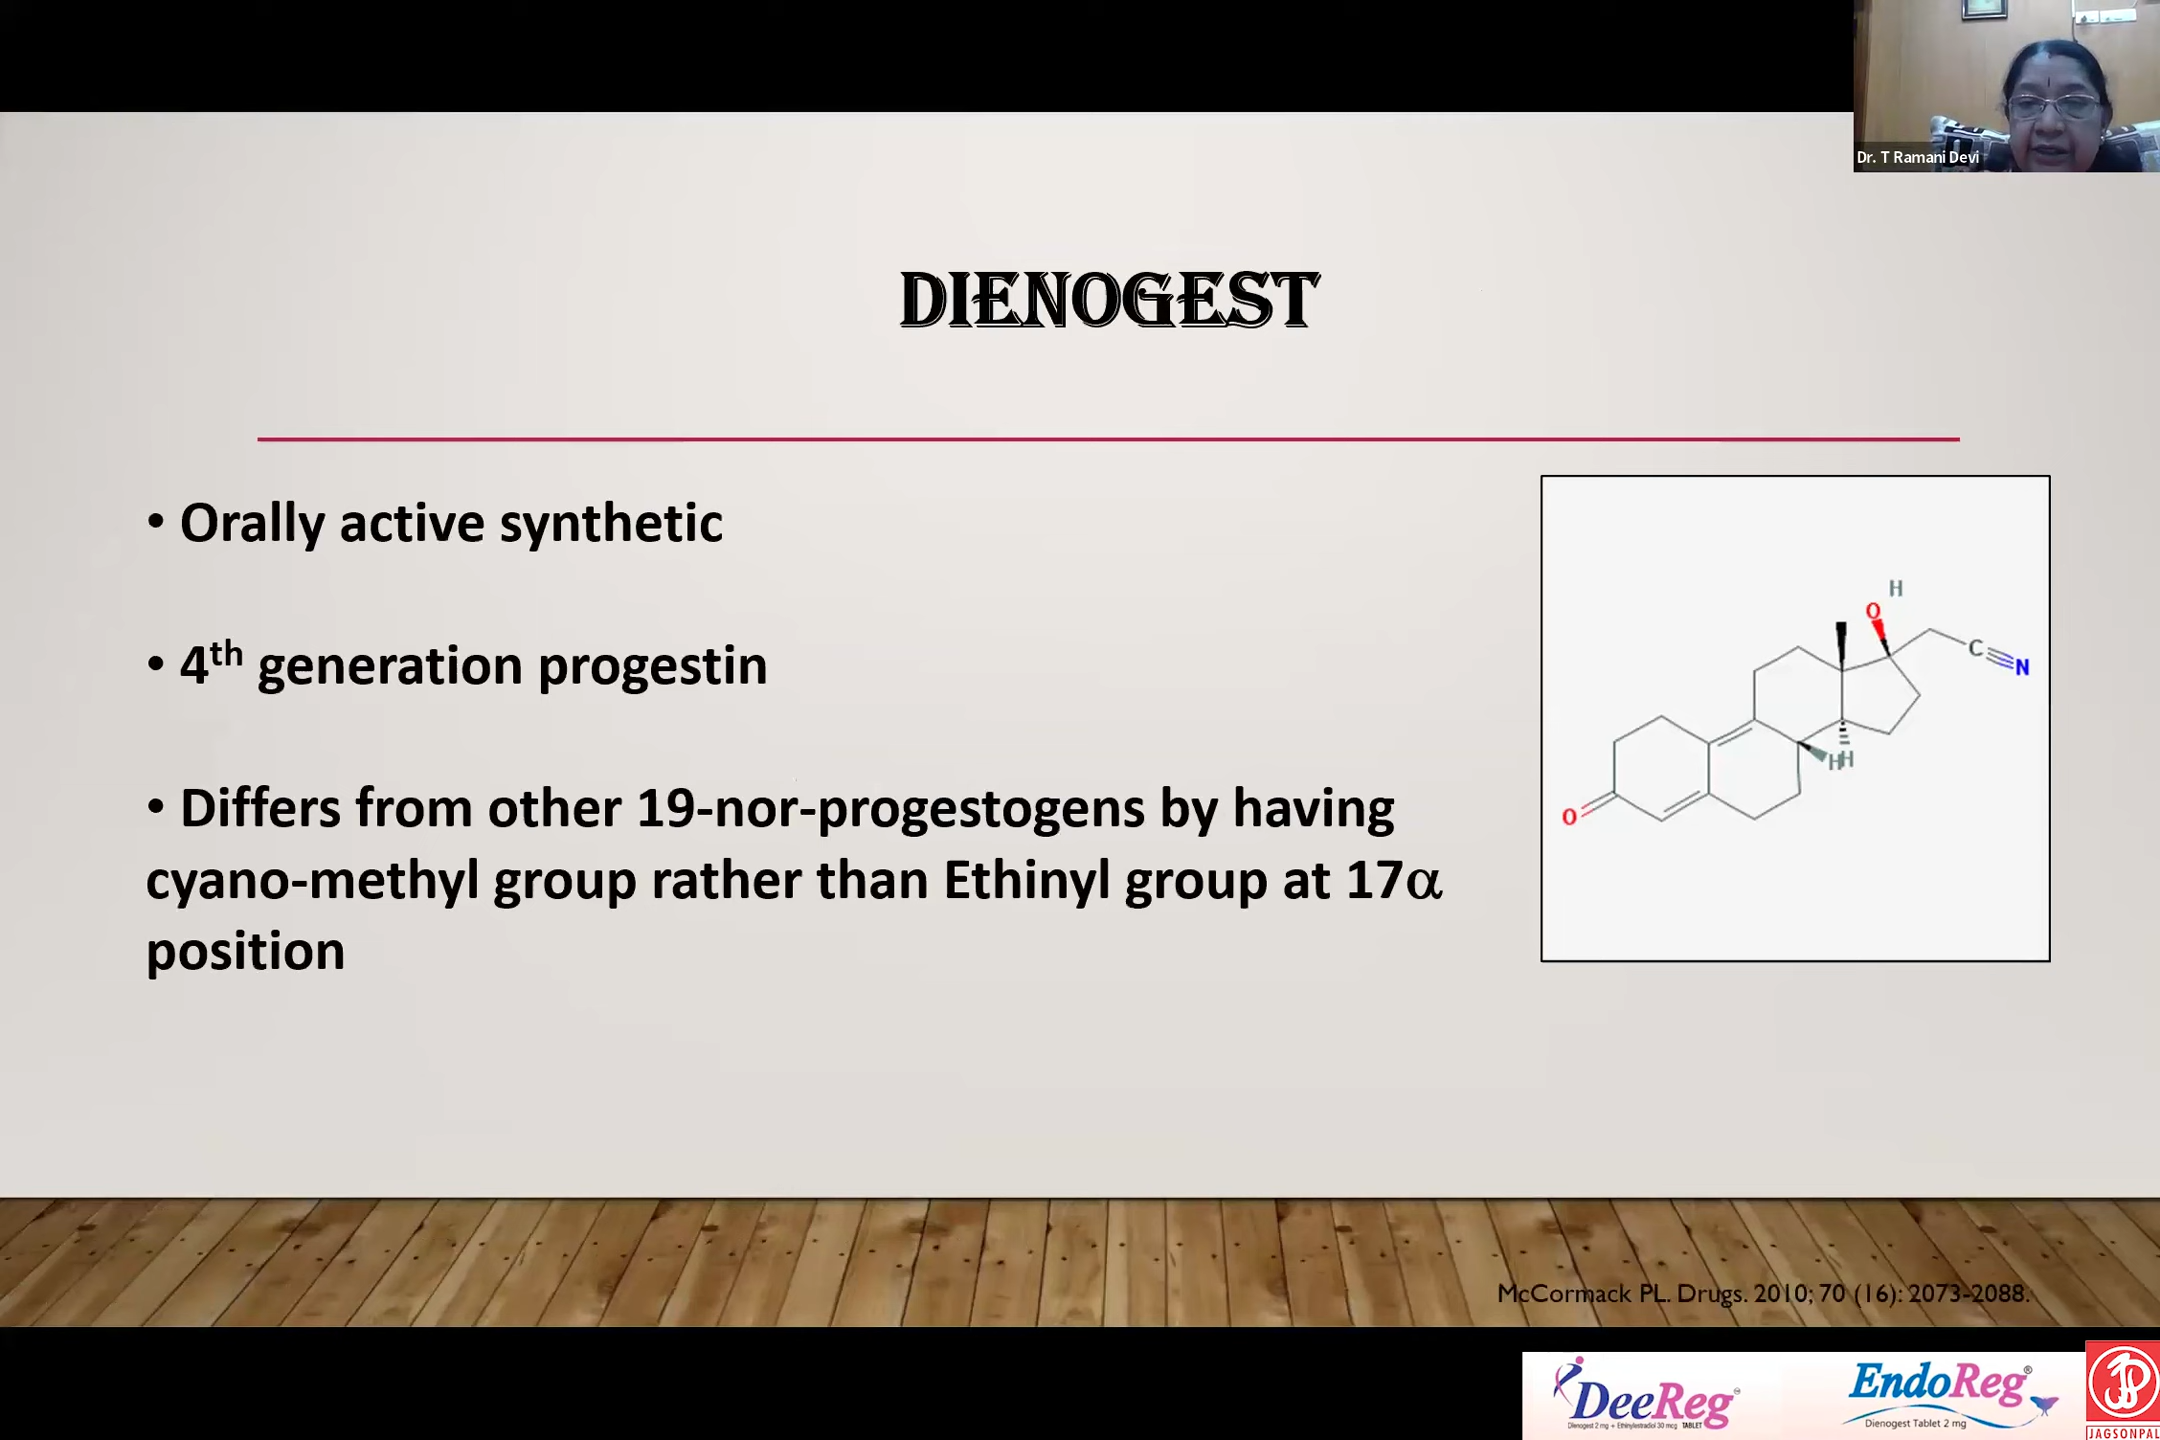 Dr. T Ramani Devi
DIENOGEST
• Orally active synthetic
• 4th generation progestin
• Differs from other 19-nor-progestogens by having
cyano-methyl group rather than Ethinyl group at 17α
position
H
O
C
N
H
H
O
McCormack PL. Drugs. 2010; 70 (16): 2073-2088.
DeeReg™
Dienogest 2 mg + Ethinylestradiol 30 mcg TABLET
EndoReg®
Dienogest Tablet 2 mg
JAGSONPAL